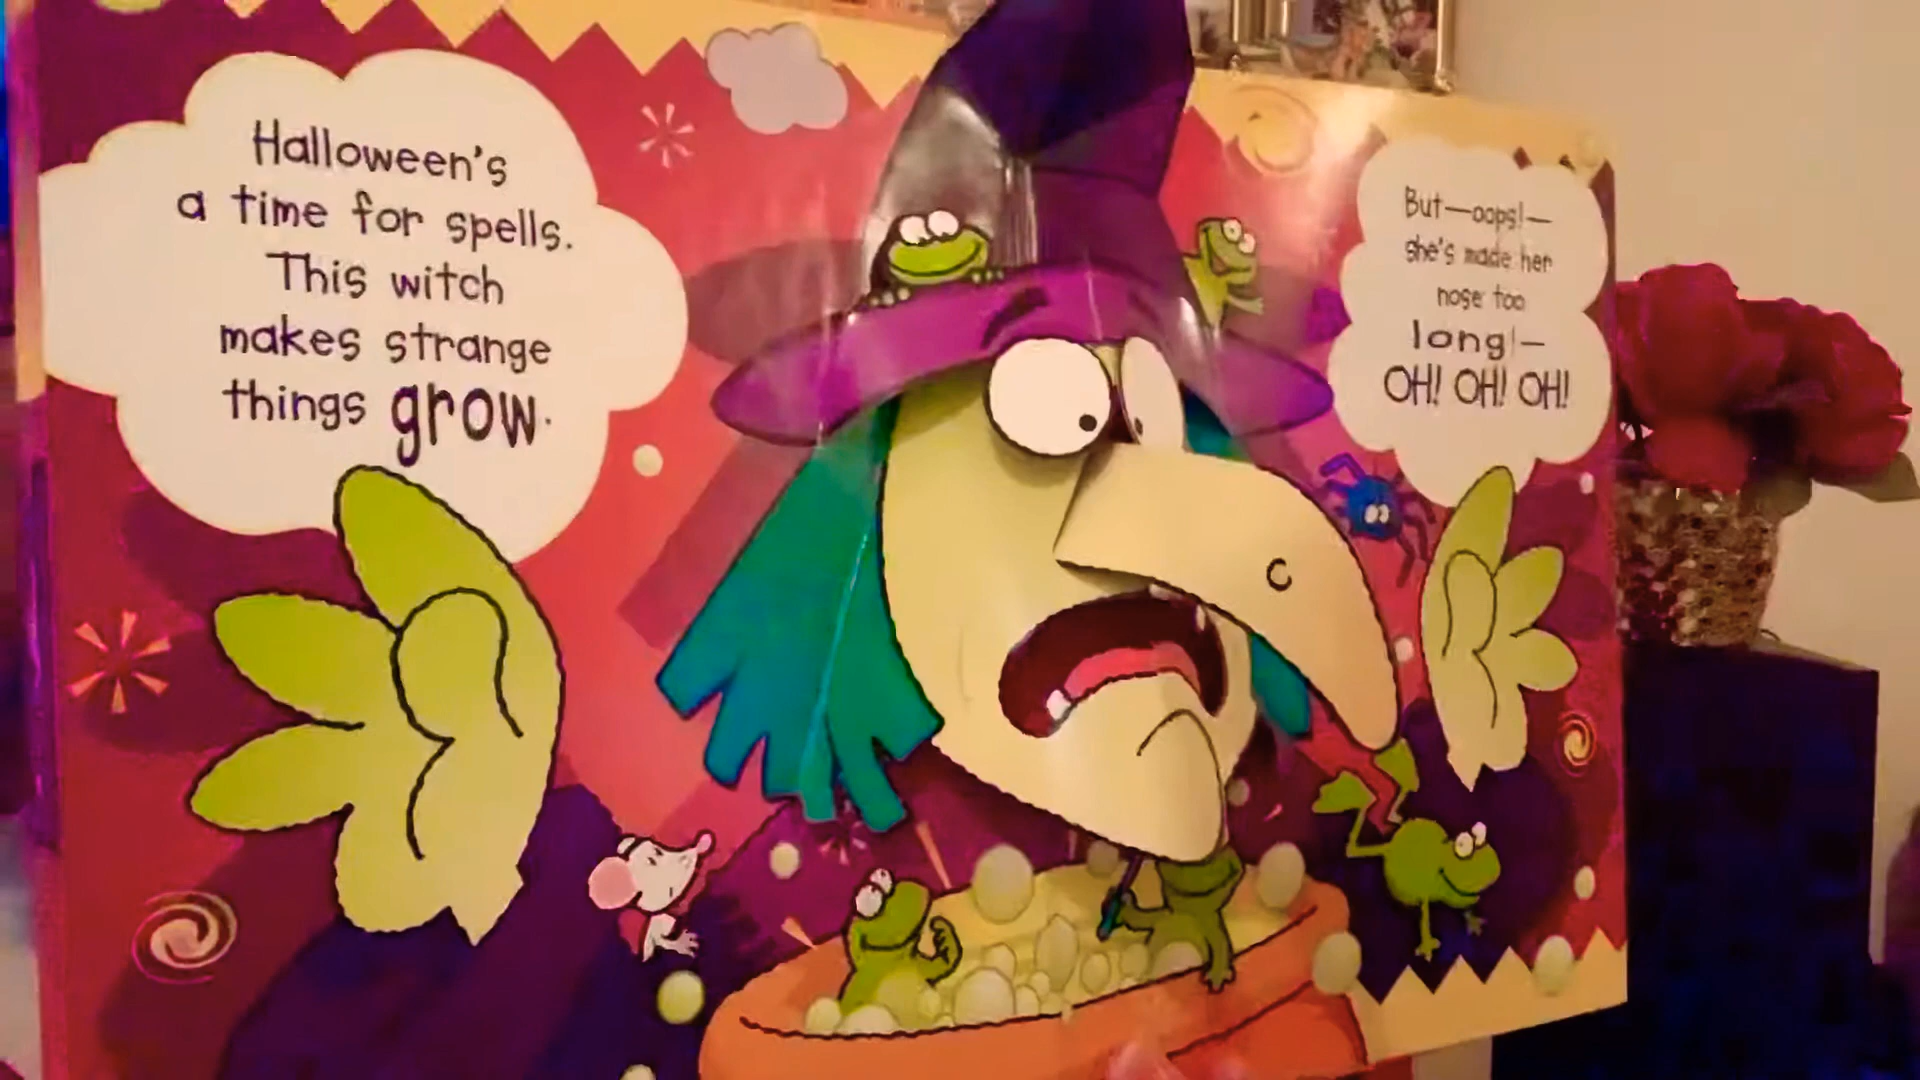 Halloween's
a time for spells.
This witch
makes strange
things grow.
But—oops!—
she's made her
nose too
long!—
OH! OH! OH!